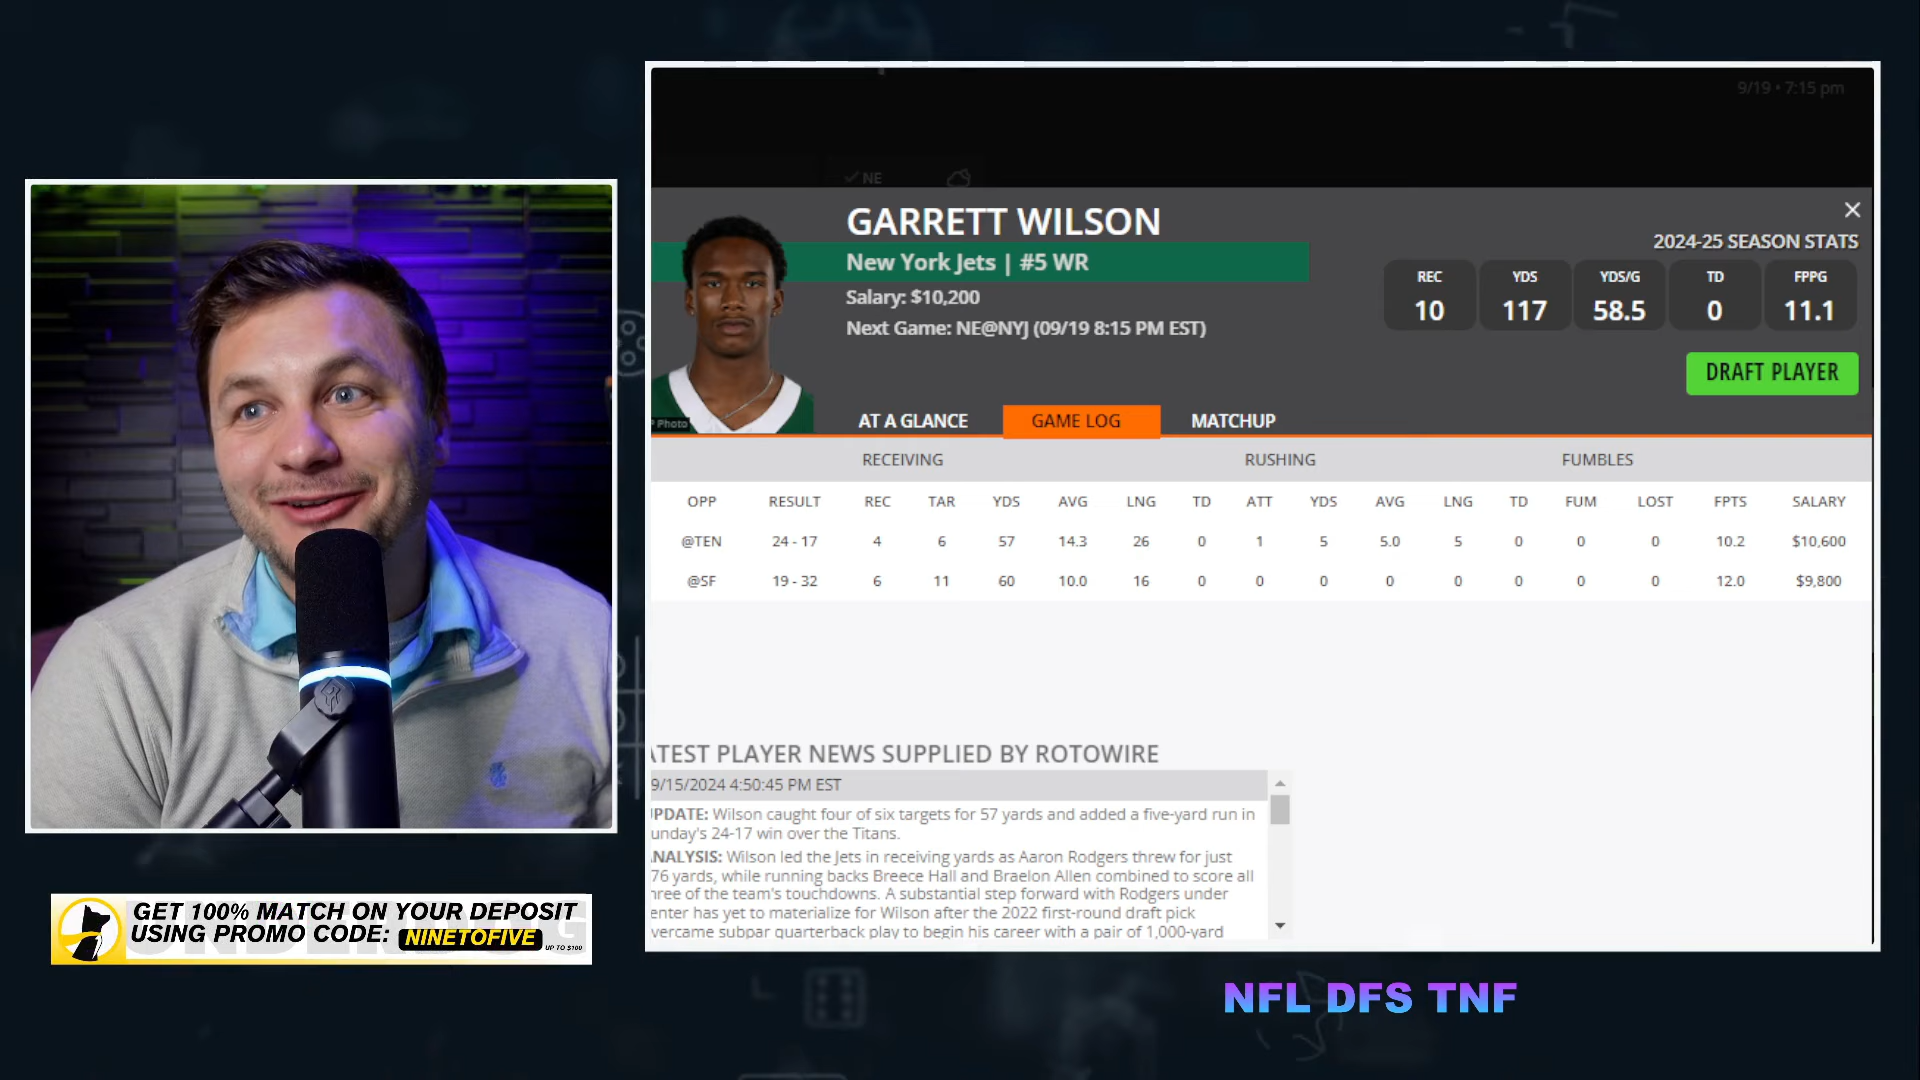 9/19 • 7:15 pm
NE
GARRETT WILSON
New York Jets | #5 WR
Salary: $10,200
Next Game: NE@NYJ (09/19 8:15 PM EST)
2024-25 SEASON STATS
REC YDS YDS/G TD FPPG
10 117 58.5 0 11.1
DRAFT PLAYER
P Photo
AT A GLANCE GAME LOG MATCHUP
RECEIVING RUSHING FUMBLES
OPP RESULT REC TAR YDS AVG LNG TD ATT YDS AVG LNG TD FUM LOST FPTS SALARY
@TEN 24 - 17 4 6 57 14.3 26 0 1 5 5.0 5 0 0 0 10.2 $10,600
@SF 19 - 32 6 11 60 10.0 16 0 0 0 0 0 0 0 0 12.0 $9,800
ATEST PLAYER NEWS SUPPLIED BY ROTOWIRE
9/15/2024 4:50:45 PM EST
PDATE: Wilson caught four of six targets for 57 yards and added a five-yard run in
unday's 24-17 win over the Titans.
NALYSIS: Wilson led the Jets in receiving yards as Aaron Rodgers threw for just
76 yards, while running backs Breece Hall and Braelon Allen combined to score all
hree of the team's touchdowns. A substantial step forward with Rodgers under
enter has yet to materialize for Wilson after the 2022 first-round draft pick
vercame subpar quarterback play to begin his career with a pair of 1,000-yard
GET 100% MATCH ON YOUR DEPOSIT
USING PROMO CODE: NINETOFIVE
UP TO $100
NFL DFS TNF